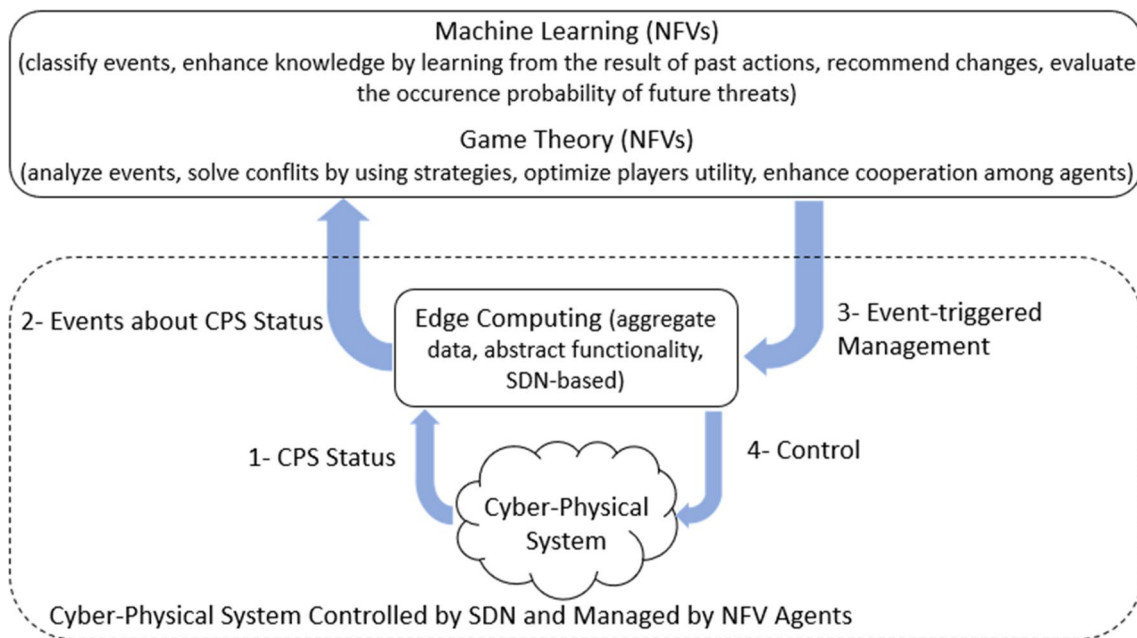 Machine Learning (NFVs)
(classify events, enhance knowledge by learning from the result of past actions, recommend changes, evaluate
the occurence probability of future threats)
Game Theory (NFVs)
(analyze events, solve conflits by using strategies, optimize players utility, enhance cooperation among agents)
2- Events about CPS Status
Edge Computing (aggregate
data, abstract functionality,
SDN-based)
3- Event-triggered
Management
1- CPS Status
4- Control
Cyber-Physical
System
Cyber-Physical System Controlled by SDN and Managed by NFV Agents